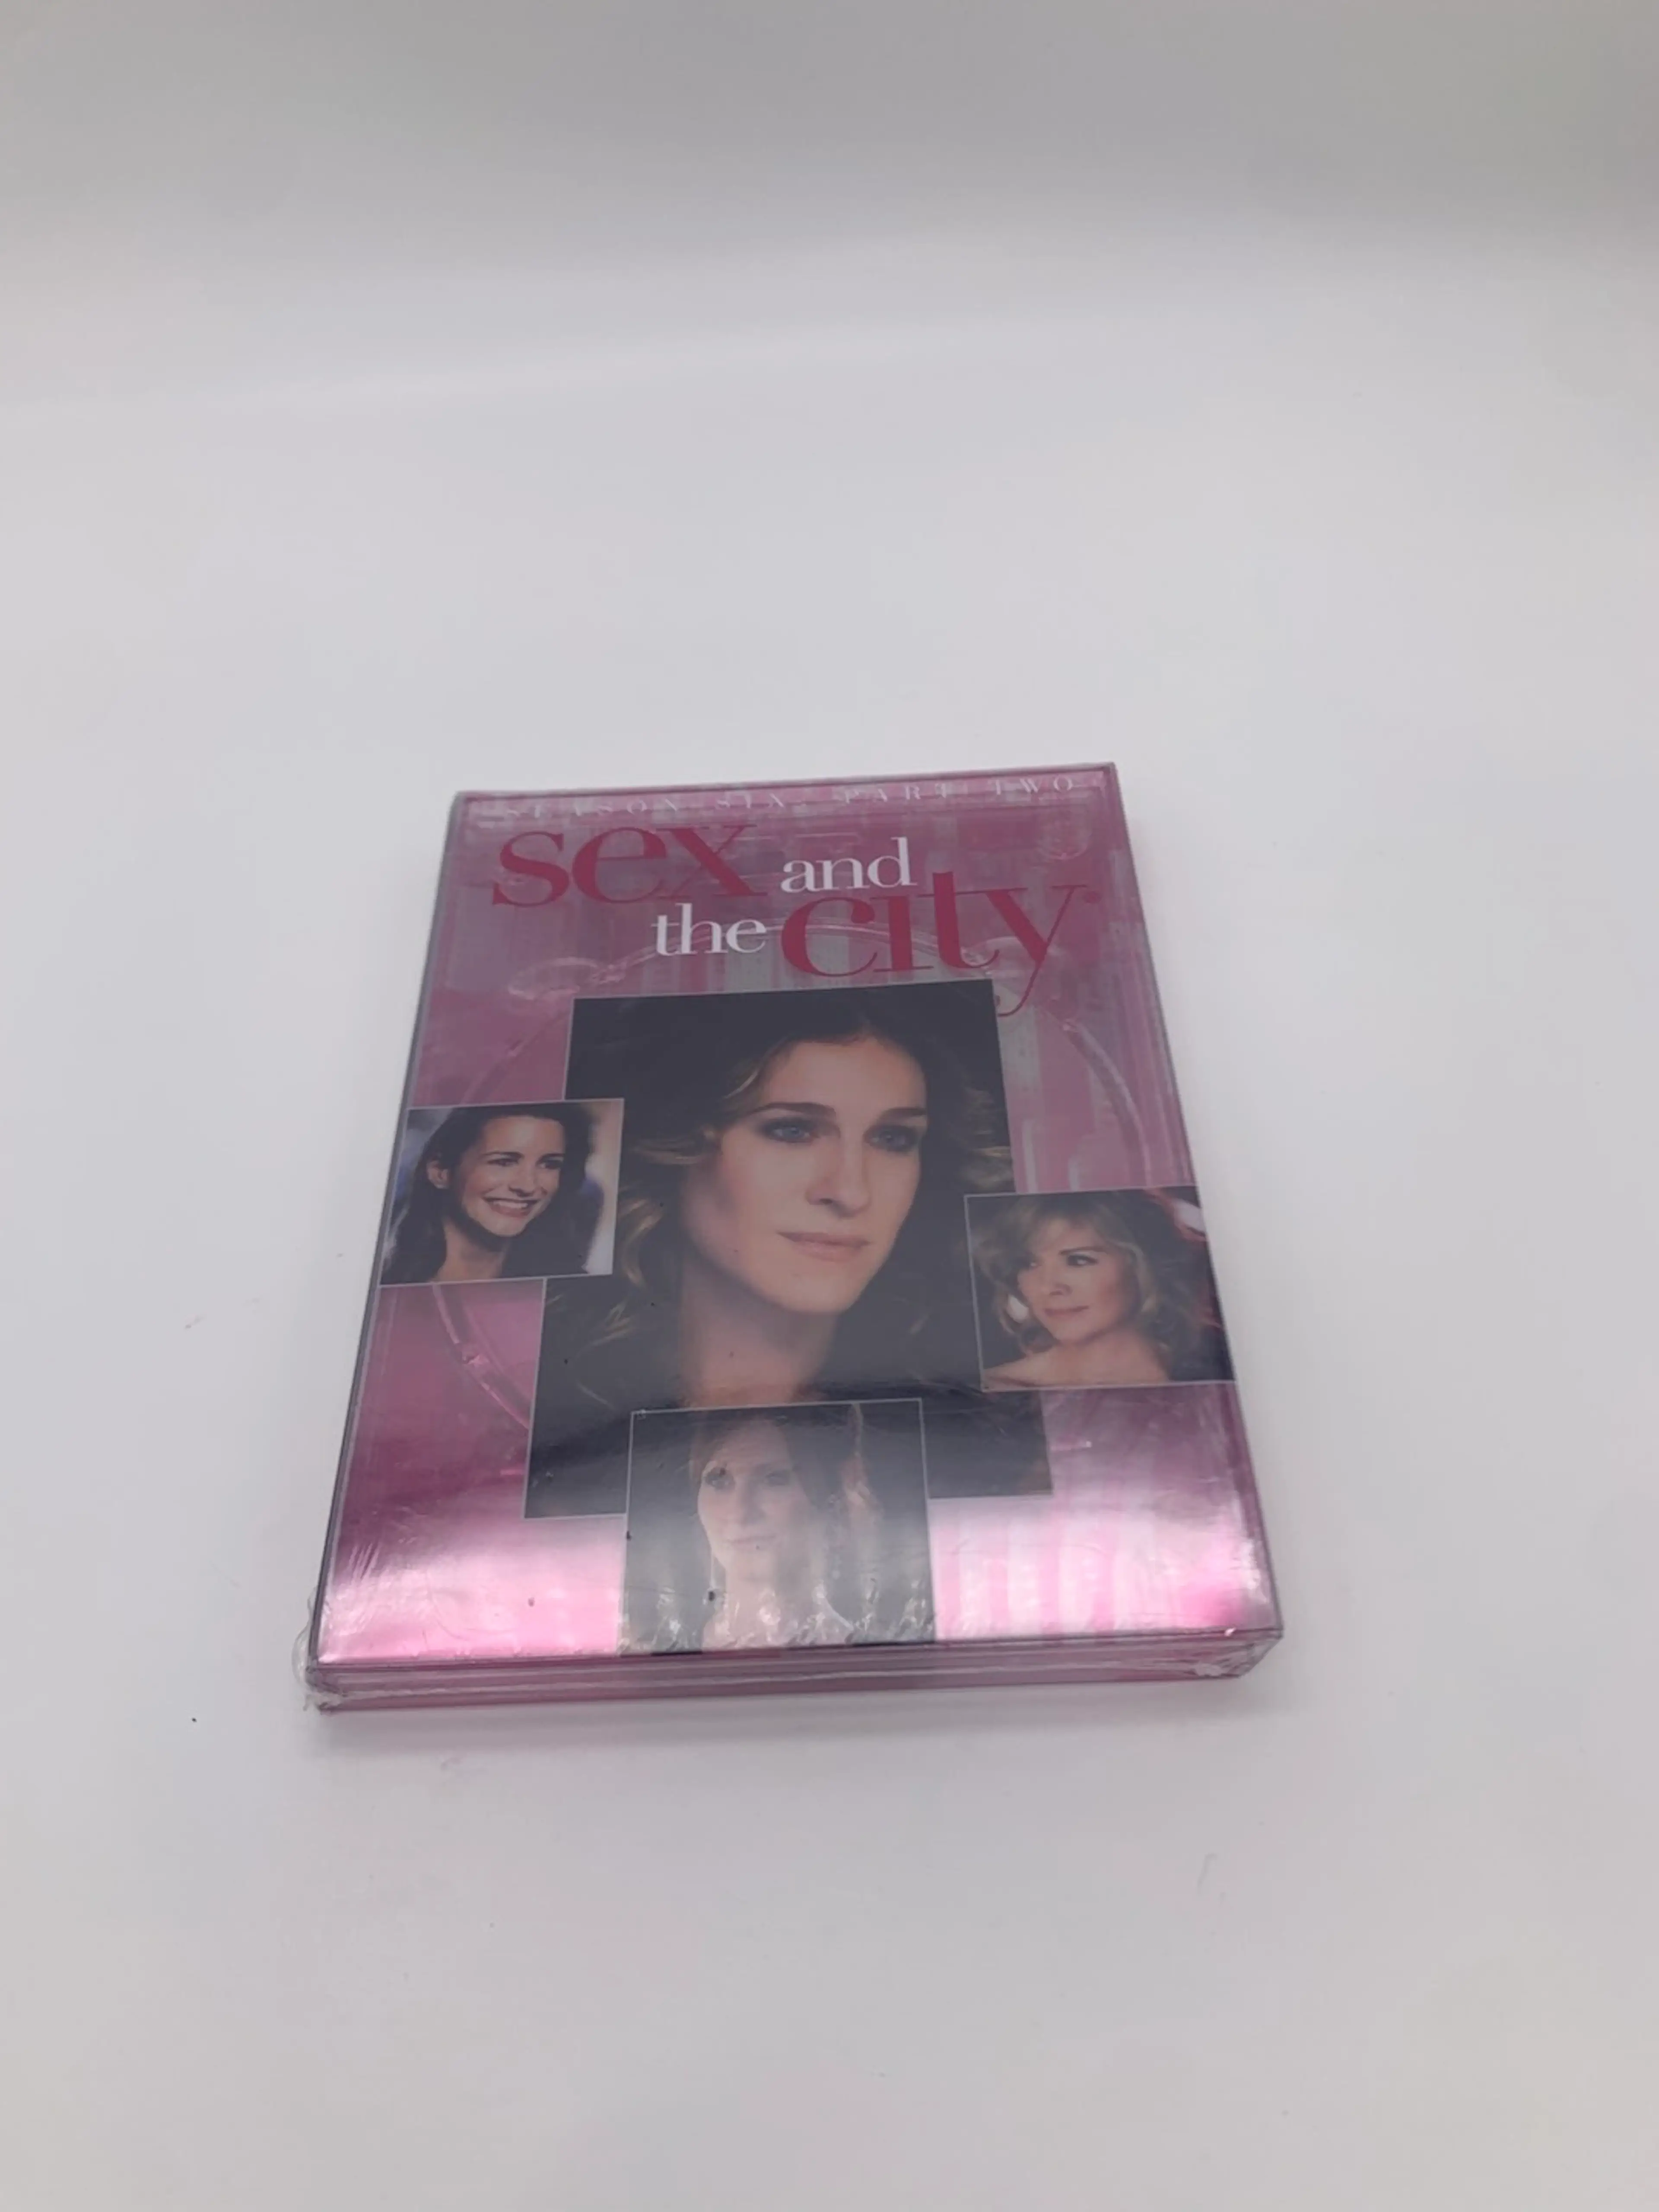 SEASON SIX: PART TWO
sex and
the city®